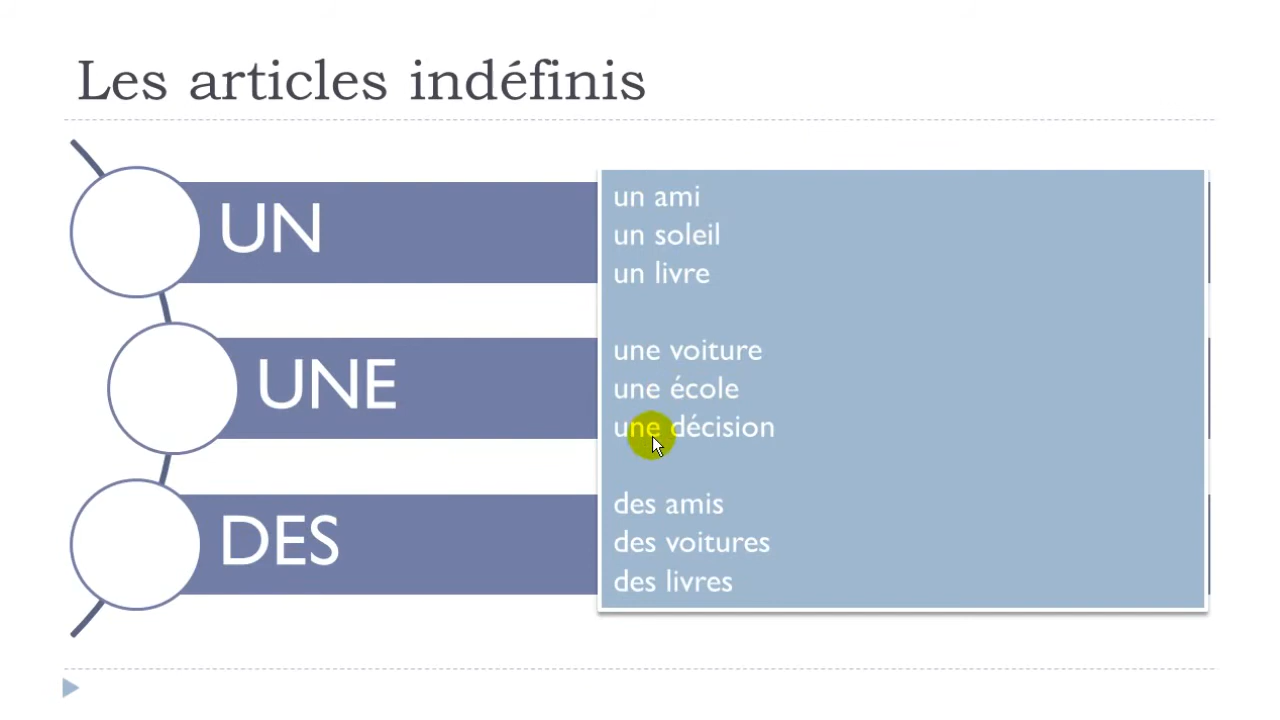 Les articles indéfinis
UN
un ami
un soleil
un livre
UNE
une voiture
une école
une décision
DES
des amis
des voitures
des livres